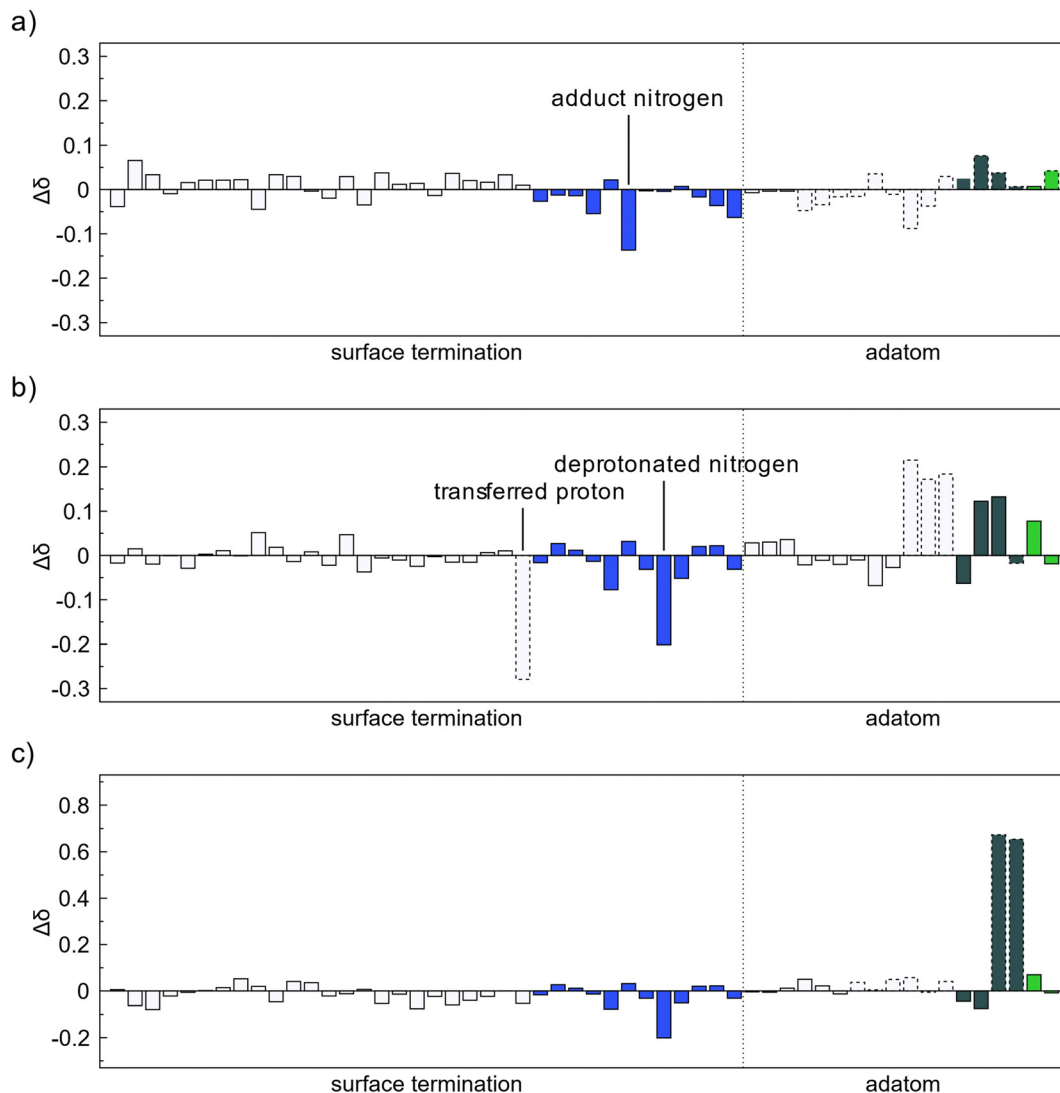 a)
0.3
0.2
adduct nitrogen
0.1
0
-0.1
-0.2
-0.3
Δδ
surface termination
adatom
b)
0.3
0.2
deprotonated nitrogen
transferred proton
0.1
0
-0.1
-0.2
-0.3
Δδ
surface termination
adatom
c)
0.8
0.6
0.4
0.2
0
-0.2
Δδ
surface termination
adatom